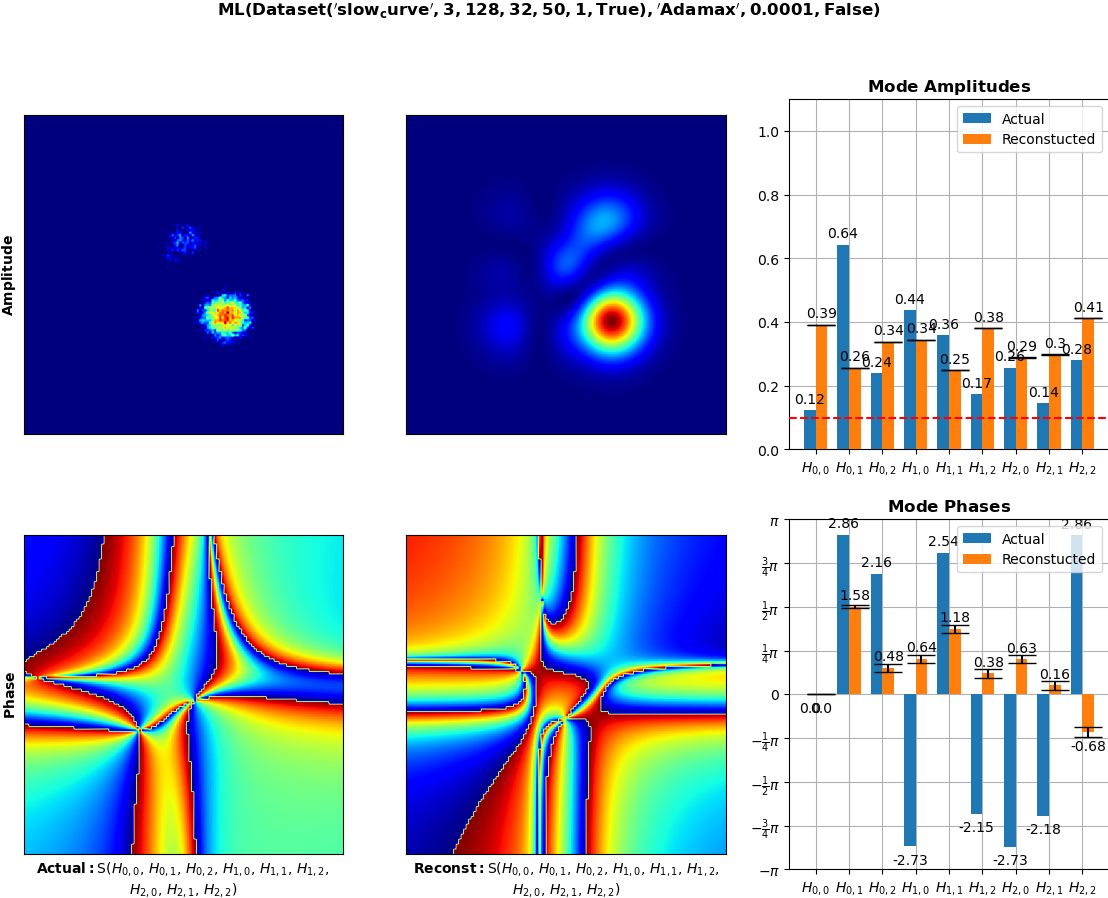 ML(Dataset('slow_curve', 3, 128, 32, 50, 1, True), 'Adamax', 0.0001, False)
Amplitude
Mode Amplitudes
Actual
Reconstucted
1.0
0.8
0.6
0.4
0.2
0.0
0.12
0.64
0.24
0.44
0.36
0.17
0.26
0.14
0.28
0.39
0.26
0.34
0.34
0.25
0.38
0.29
0.3
0.41
H0,0 H0,1 H0,2 H1,0 H1,1 H1,2 H2,0 H2,1 H2,2
Phase
Mode Phases
Actual
Reconstucted
π
3/4π
1/2π
1/4π
0
−1/4π
−1/2π
−3/4π
−π
0.0
2.86
2.16
-2.73
2.54
-2.15
-2.73
-2.18
2.86
0.0
1.58
0.48
0.64
1.18
0.38
0.63
0.16
-0.68
H0,0 H0,1 H0,2 H1,0 H1,1 H1,2 H2,0 H2,1 H2,2
Actual: S(H0,0, H0,1, H0,2, H1,0, H1,1, H1,2,
H2,0, H2,1, H2,2)
Reconst: S(H0,0, H0,1, H0,2, H1,0, H1,1, H1,2,
H2,0, H2,1, H2,2)